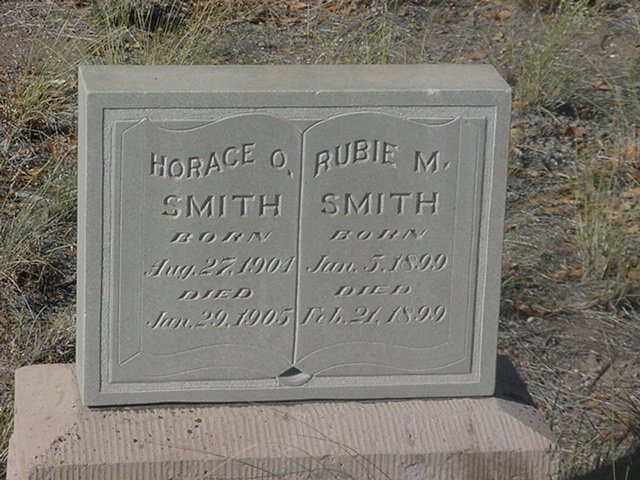 HORACE O.
SMITH
BORN
Aug. 27, 1904
DIED
Jan. 29, 1905
RUBIE M.
SMITH
BORN
Jan. 5, 1899
DIED
Feb. 21, 1899